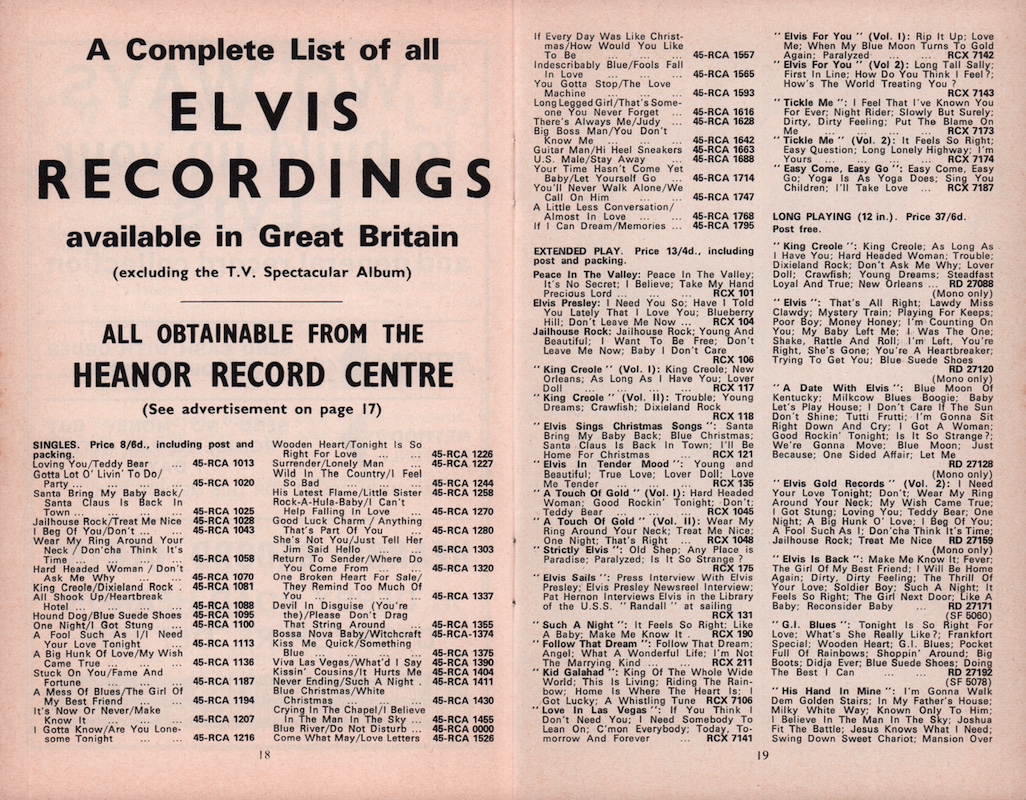 A Complete List of all
ELVIS
RECORDINGS
available in Great Britain
(excluding the T.V. Spectacular Album)
ALL OBTAINABLE FROM THE
HEANOR RECORD CENTRE
(See advertisement on page 17)
SINGLES. Price 8/6d., including post and
packing.
Loving You/Teddy Bear ... 45-RCA 1013
Gotta Lot O' Livin' To Do/
Party ... ... ... 45-RCA 1020
Santa Bring My Baby Back/
Santa Claus Is Back In
Town ... ... ... 45-RCA 1025
Jailhouse Rock/Treat Me Nice 45-RCA 1028
I Beg Of You/Don't ... ... 45-RCA 1043
Wear My Ring Around Your
Neck / Don'cha Think It's
Time ... ... ... 45-RCA 1058
Hard Headed Woman / Don't
Ask Me Why ... ... 45-RCA 1070
King Creole/Dixieland Rock . 45-RCA 1081
All Shook Up/Heartbreak
Hotel ... ... ... 45-RCA 1088
Hound Dog/Blue Suede Shoes 45-RCA 1095
One Night/I Got Stung ... 45-RCA 1100
A Fool Such As I/I Need
Your Love Tonight ... 45-RCA 1113
A Big Hunk Of Love/My Wish
Came True ... ... 45-RCA 1136
Stuck On You/Fame And
Fortune ... ... ... 45-RCA 1187
A Mess Of Blues/The Girl Of
My Best Friend ... 45-RCA 1194
It's Now Or Never/Make
Know It ... ... ... 45-RCA 1207
I Gotta Know/Are You Lone-
some Tonight ... ... 45-RCA 1216
Wooden Heart/Tonight Is So
Right For Love ... ... 45-RCA 1226
Surrender/Lonely Man ... 45-RCA 1227
Wild In The Country/I Feel
So Bad ... ... ... 45-RCA 1244
His Latest Flame/Little Sister 45-RCA 1258
Rock-A-Hula-Baby/I Can't
Help Falling In Love ... 45-RCA 1270
Good Luck Charm / Anything
That's Part Of You ... 45-RCA 1280
She's Not You/Just Tell Her
Jim Said Hello ... ... 45-RCA 1303
Return To Sender/Where Do
You Come From ... ... 45-RCA 1320
One Broken Heart For Sale/
They Remind Too Much Of
You ... ... ... ... 45-RCA 1337
Devil In Disguise (You're
the)/Please Don't Drag
That String Around ... 45-RCA 1355
Bossa Nova Baby/Witchcraft 45-RCA-1374
Kiss Me Quick/Something
Blue ... ... ... ... 45-RCA 1375
Viva Las Vegas/What'd I Say 45-RCA 1390
Kissin' Cousins/It Hurts Me 45-RCA 1404
Never Ending/Such A Night . 45-RCA 1411
Blue Christmas/White
Christmas ... ... ... 45-RCA 1430
Crying In The Chapel/I Believe
In The Man In The Sky ... 45-RCA 1455
Blue River/Do Not Disturb ... 45-RCA 0000
Come What May/Love Letters 45-RCA 1526
18
If Every Day Was Like Christ-
mas/How Would You Like
To Be ... ... ... 45-RCA 1557
Indescribably Blue/Fools Fall
In Love ... ... ... 45-RCA 1565
You Gotta Stop/The Love
Machine ... ... ... 45-RCA 1593
Long Legged Girl/That's Some-
one You Never Forget ... 45-RCA 1616
There's Always Me/Judy ... 45-RCA 1628
Big Boss Man/You Don't
Know Me ... ... ... 45-RCA 1642
Guitar Man/Hi Heel Sneakers 45-RCA 1663
U.S. Male/Stay Away ... 45-RCA 1688
Your Time Hasn't Come Yet
Baby/Let Yourself Go ... 45-RCA 1714
You'll Never Walk Alone/We
Call On Him ... ... 45-RCA 1747
A Little Less Conversation/
Almost In Love ... ... 45-RCA 1768
If I Can Dream/Memories ... 45-RCA 1795
EXTENDED PLAY. Price 13/4d., including
post and packing.
Peace In The Valley: Peace In The Valley;
It's No Secret; I Believe; Take My Hand
Precious Lord ... ... ... RCX 101
Elvis Presley: I Need You So; Have I Told
You Lately That I Love You; Blueberry
Hill; Don't Leave Me Now ... RCX 104
Jailhouse Rock: Jailhouse Rock; Young And
Beautiful; I Want To Be Free; Don't
Leave Me Now; Baby I Don't Care
RCX 106
"King Creole" (Vol. I): King Creole; New
Orleans; As Long As I Have You; Lover
Doll ... ... ... ... RCX 117
"King Creole" (Vol. II): Trouble; Young
Dreams; Crawfish; Dixieland Rock
RCX 118
"Elvis Sings Christmas Songs": Santa
Bring My Baby Back; Blue Christmas;
Santa Claus Is Back In Town; I'll Be
Home For Christmas ... ... RCX 121
"Elvis In Tender Mood": Young and
Beautiful; True Love; Lover Doll; Love
Me Tender ... ... ... RCX 135
"A Touch Of Gold" (Vol. I): Hard Headed
Woman; Good Rockin' Tonight; Don't;
Teddy Bear ... ... ... RCX 1045
"A Touch Of Gold" (Vol. II): Wear My
Ring Around Your Neck; Treat Me Nice;
One Night; That's Right ... RCX 1048
"Strictly Elvis": Old Shep; Any Place is
Paradise; Paralyzed; Is It So Strange?
RCX 175
"Elvis Sails": Press Interview With Elvis
Presley; Elvis Presley Newsreel Interview;
Pat Hernon Interviews Elvis in the Library
of the U.S.S. "Randall" at sailing
RCX 131
"Such A Night": It Feels So Right; Like
A Baby; Make Me Know It . RCX 190
"Follow That Dream": Follow That Dream;
Angel; What A Wonderful Life; I'm Not
The Marrying Kind ... ... RCX 211
"Kid Galahad": King Of The Whole Wide
World; This Is Living; Riding The Rain-
bow; Home Is Where The Heart Is; I
Got Lucky; A Whistling Tune RCX 7106
"Love In Las Vegas": If You Think I
Don't Need You; I Need Somebody To
Lean On; C'mon Everybody; Today, To-
morrow And Forever ... RCX 7141
"Elvis For You" (Vol. I): Rip It Up; Love
Me; When My Blue Moon Turns To Gold
Again; Paralyzed ... ... RCX 7142
"Elvis For You" (Vol 2): Long Tall Sally;
First In Line; How Do You Think I Feel?;
How's The World Treating You?
RCX 7143
"Tickle Me": I Feel That I've Known You
For Ever; Night Rider; Slowly But Surely;
Dirty, Dirty Feeling; Put The Blame On
Me ... ... ... ... RCX 7173
"Tickle Me" (Vol. 2): It Feels So Right;
Easy Question; Long Lonely Highway; I'm
Yours ... ... ... ... RCX 7174
"Easy Come, Easy Go": Easy Come, Easy
Go; Yoga Is As Yoga Does; Sing You
Children; I'll Take Love ... RCX 7187
LONG PLAYING (12 in.). Price 37/6d.
Post free.
"King Creole": King Creole; As Long As
I Have You; Hard Headed Woman; Trouble;
Dixieland Rock; Don't Ask Me Why; Lover
Doll; Crawfish; Young Dreams; Steadfast
Loyal And True; New Orleans ... RD 27088
(Mono only)
"Elvis": That's All Right; Lawdy Miss
Clawdy; Mystery Train; Playing For Keeps;
Poor Boy; Money Honey; I'm Counting On
You; My Baby Left Me; I Was The One;
Shake, Rattle And Roll; I'm Left, You're
Right, She's Gone; You're A Heartbreaker;
Trying To Get You; Blue Suede Shoes
RD 27120
(Mono only)
"A Date With Elvis": Blue Moon Of
Kentucky; Milkcow Blues Boogie; Baby
Let's Play House; I Don't Care If The Sun
Don't Shine; Tutti Frutti; I'm Gonna Sit
Right Down And Cry; I Got A Woman;
Good Rockin' Tonight; Is It So Strange?;
We're Gonna Move; Blue Moon; Just
Because; One Sided Affair; Let Me
RD 27128
(Mono only)
"Elvis Gold Records" (Vol. 2): I Need
Your Love Tonight; Don't; Wear My Ring
Around Your Neck; My Wish Came True;
I Got Stung; Loving You; Teddy Bear; One
Night; A Big Hunk O' Love; I Beg Of You;
A Fool Such As I; Don'cha Think It's Time;
Jailhouse Rock; Treat Me Nice RD 27159
(Mono only)
"Elvis Is Back": Make Me Know It; Fever;
The Girl Of My Best Friend; I Will Be Home
Again; Dirty, Dirty Feeling; The Thrill Of
Your Love; Soldier Boy; Such A Night; It
Feels So Right; The Girl Next Door; Like A
Baby; Reconsider Baby ... RD 27171
(SF 5060)
"G.I. Blues": Tonight Is So Right For
Love; What's She Really Like?; Frankfort
Special; Wooden Heart; G.I. Blues; Pocket
Full Of Rainbows; Shoppin' Around; Big
Boots; Didja Ever; Blue Suede Shoes; Doing
The Best I Can ... ... RD 27192
(SF 5078)
"His Hand In Mine": I'm Gonna Walk
Dem Golden Stairs; In My Father's House;
Milky White Way; Known Only To Him;
I Believe In The Man In The Sky; Joshua
Fit The Battle; Jesus Knows What I Need;
Swing Down Sweet Chariot; Mansion Over
19